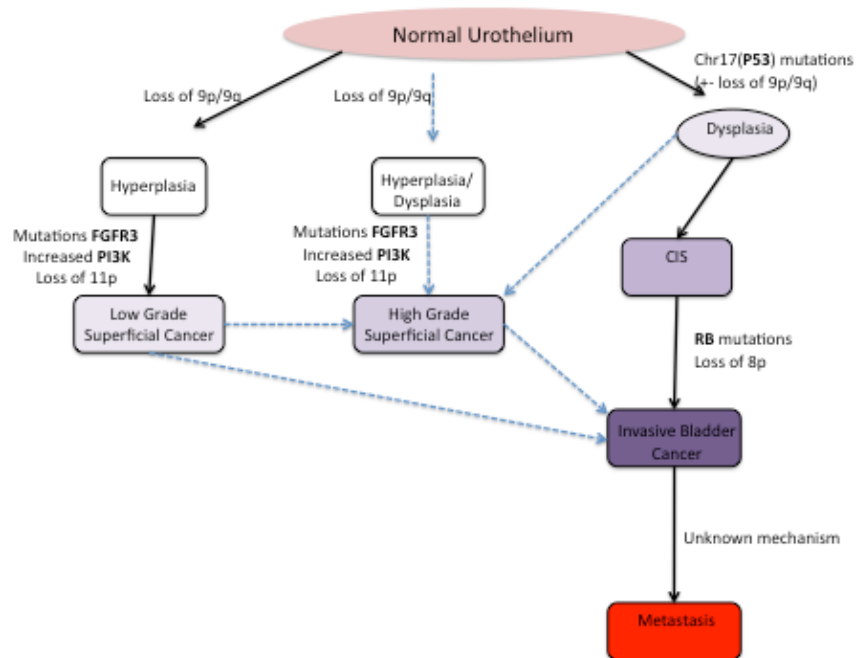 Normal Urothelium
Chr17(P53) mutations
(+- loss of 9p/9q)
Loss of 9p/9q
Loss of 9p/9q
Dysplasia
Hyperplasia
Hyperplasia/
Dysplasia
Mutations FGFR3
Increased PI3K
Loss of 11p
Mutations FGFR3
Increased PI3K
Loss of 11p
CIS
Low Grade
Superficial Cancer
High Grade
Superficial Cancer
RB mutations
Loss of 8p
Invasive Bladder
Cancer
Unknown mechanism
Metastasis